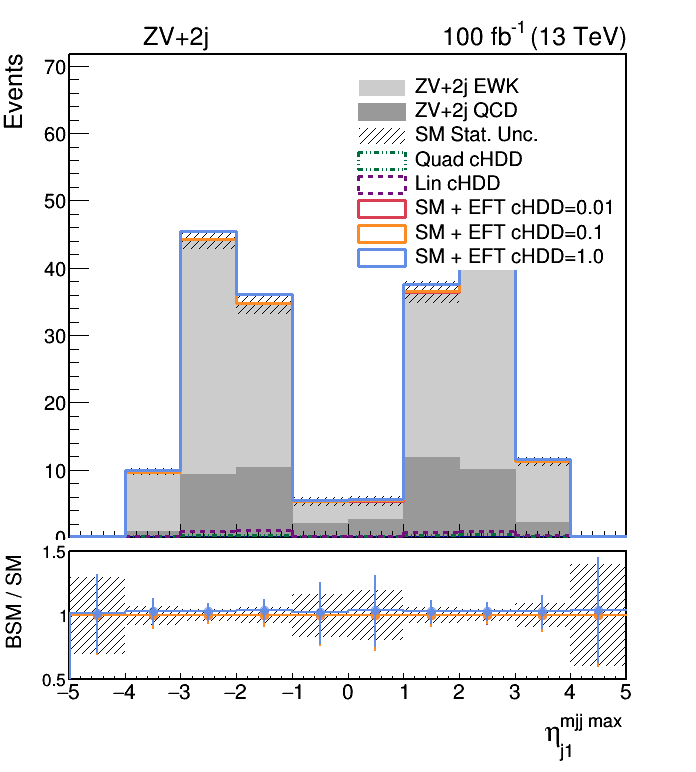 ZV+2j 100 fb⁻¹ (13 TeV)
Events
70
60
50
40
30
20
10
0
ZV+2j EWK
ZV+2j QCD
SM Stat. Unc.
Quad cHDD
Lin cHDD
SM + EFT cHDD=0.01
SM + EFT cHDD=0.1
SM + EFT cHDD=1.0
BSM / SM
1.5
1
0.5
−5 −4 −3 −2 −1 0 1 2 3 4 5
η_{j1}^{mjj max}